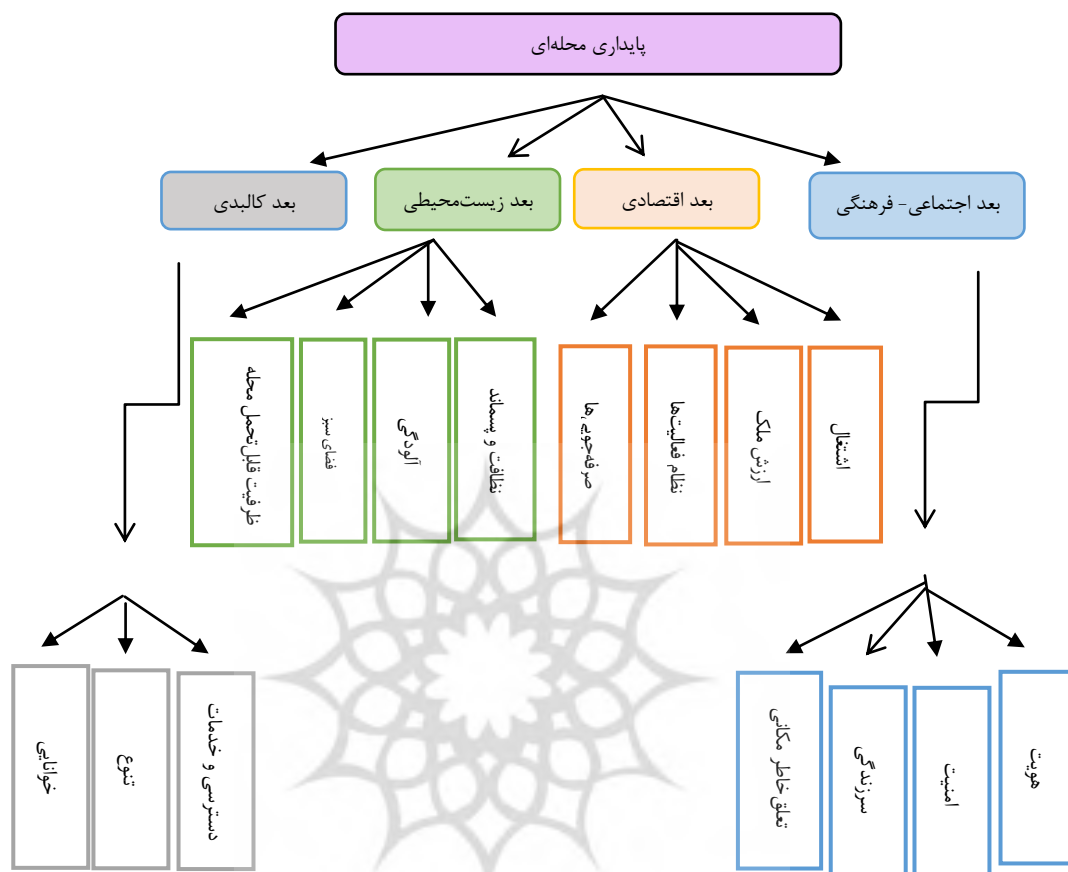 پایداری محله‌ای
بعد اجتماعی- فرهنگی
بعد اقتصادی
بعد زیست‌محیطی
بعد کالبدی
اشتغال
ارزش ملک
نظام فعالیت‌ها
صرفه‌جویی‌ها
نظافت و پسماند
آلودگی
فضای سبز
ظرفیت قابل‌تحمل محله
هویت
امنیت
سرزندگی
تعلق خاطر مکانی
دسترسی و خدمات
تنوع
خوانایی